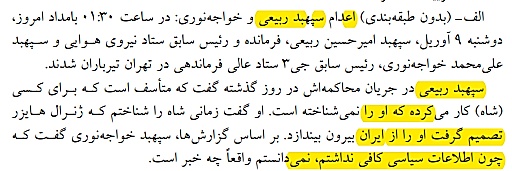 الف– (بدون طبقه‌بندی) اعدام سپهبد ربیعی و خواجه‌نوری: در ساعت ۰۱:۳۰ بامداد امروز،
دوشنبه ۹ آوریل، سپهبد امیرحسین ربیعی، فرمانده و رئیس سابق ستاد نیروی هوایی و سپهبد
علی‌محمد خواجه‌نوری، رئیس سابق جی۳ ستاد عالی فرماندهی در تهران تیرباران شدند.
سپهبد ربیعی در جریان محاکمه‌اش در روز گذشته گفت که متأسف است که برای کسی
(شاه) کار می‌کرده که او را نمی‌شناخته است. او گفت زمانی شاه را شناختم که ژنرال هایزر
تصمیم گرفت او را از ایران بیرون بیندازد. بر اساس گزارش‌ها، سپهبد خواجه‌نوری گفت که
چون اطلاعات سیاسی کافی نداشتم، نمی‌دانستم واقعاً چه خبر است.